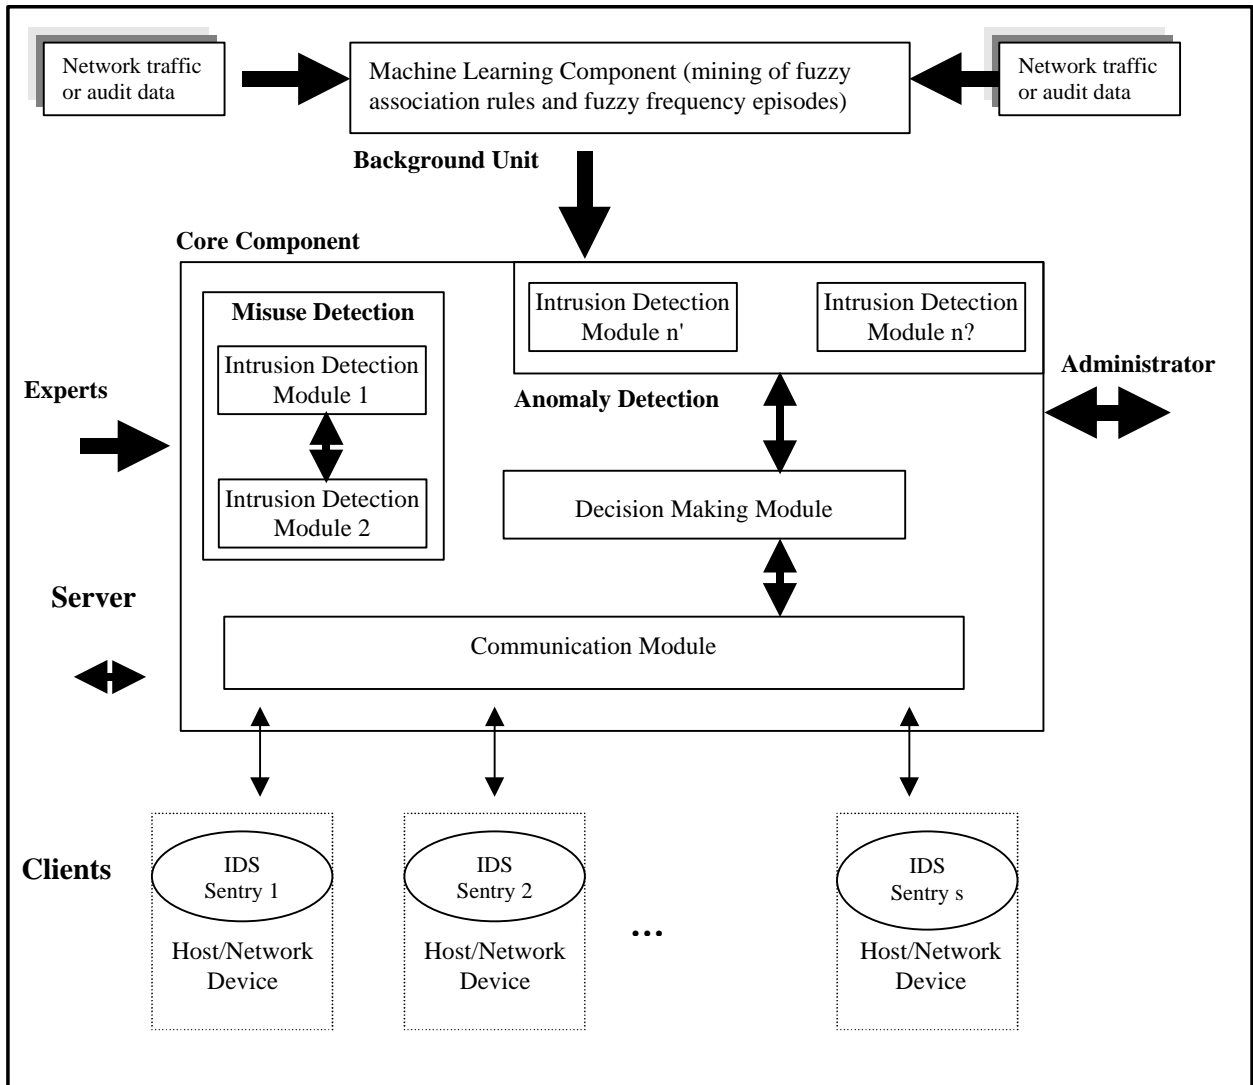 Network traffic
or audit data
Machine Learning Component (mining of fuzzy
association rules and fuzzy frequency episodes)
Network traffic
or audit data
Background Unit
Core Component
Misuse Detection
Intrusion Detection
Module 1
Intrusion Detection
Module 2
Intrusion Detection
Module n'
Intrusion Detection
Module n?
Anomaly Detection
Experts
Administrator
Decision Making Module
Server
Communication Module
Clients
IDS
Sentry 1
Host/Network
Device
IDS
Sentry 2
Host/Network
Device
...
IDS
Sentry s
Host/Network
Device